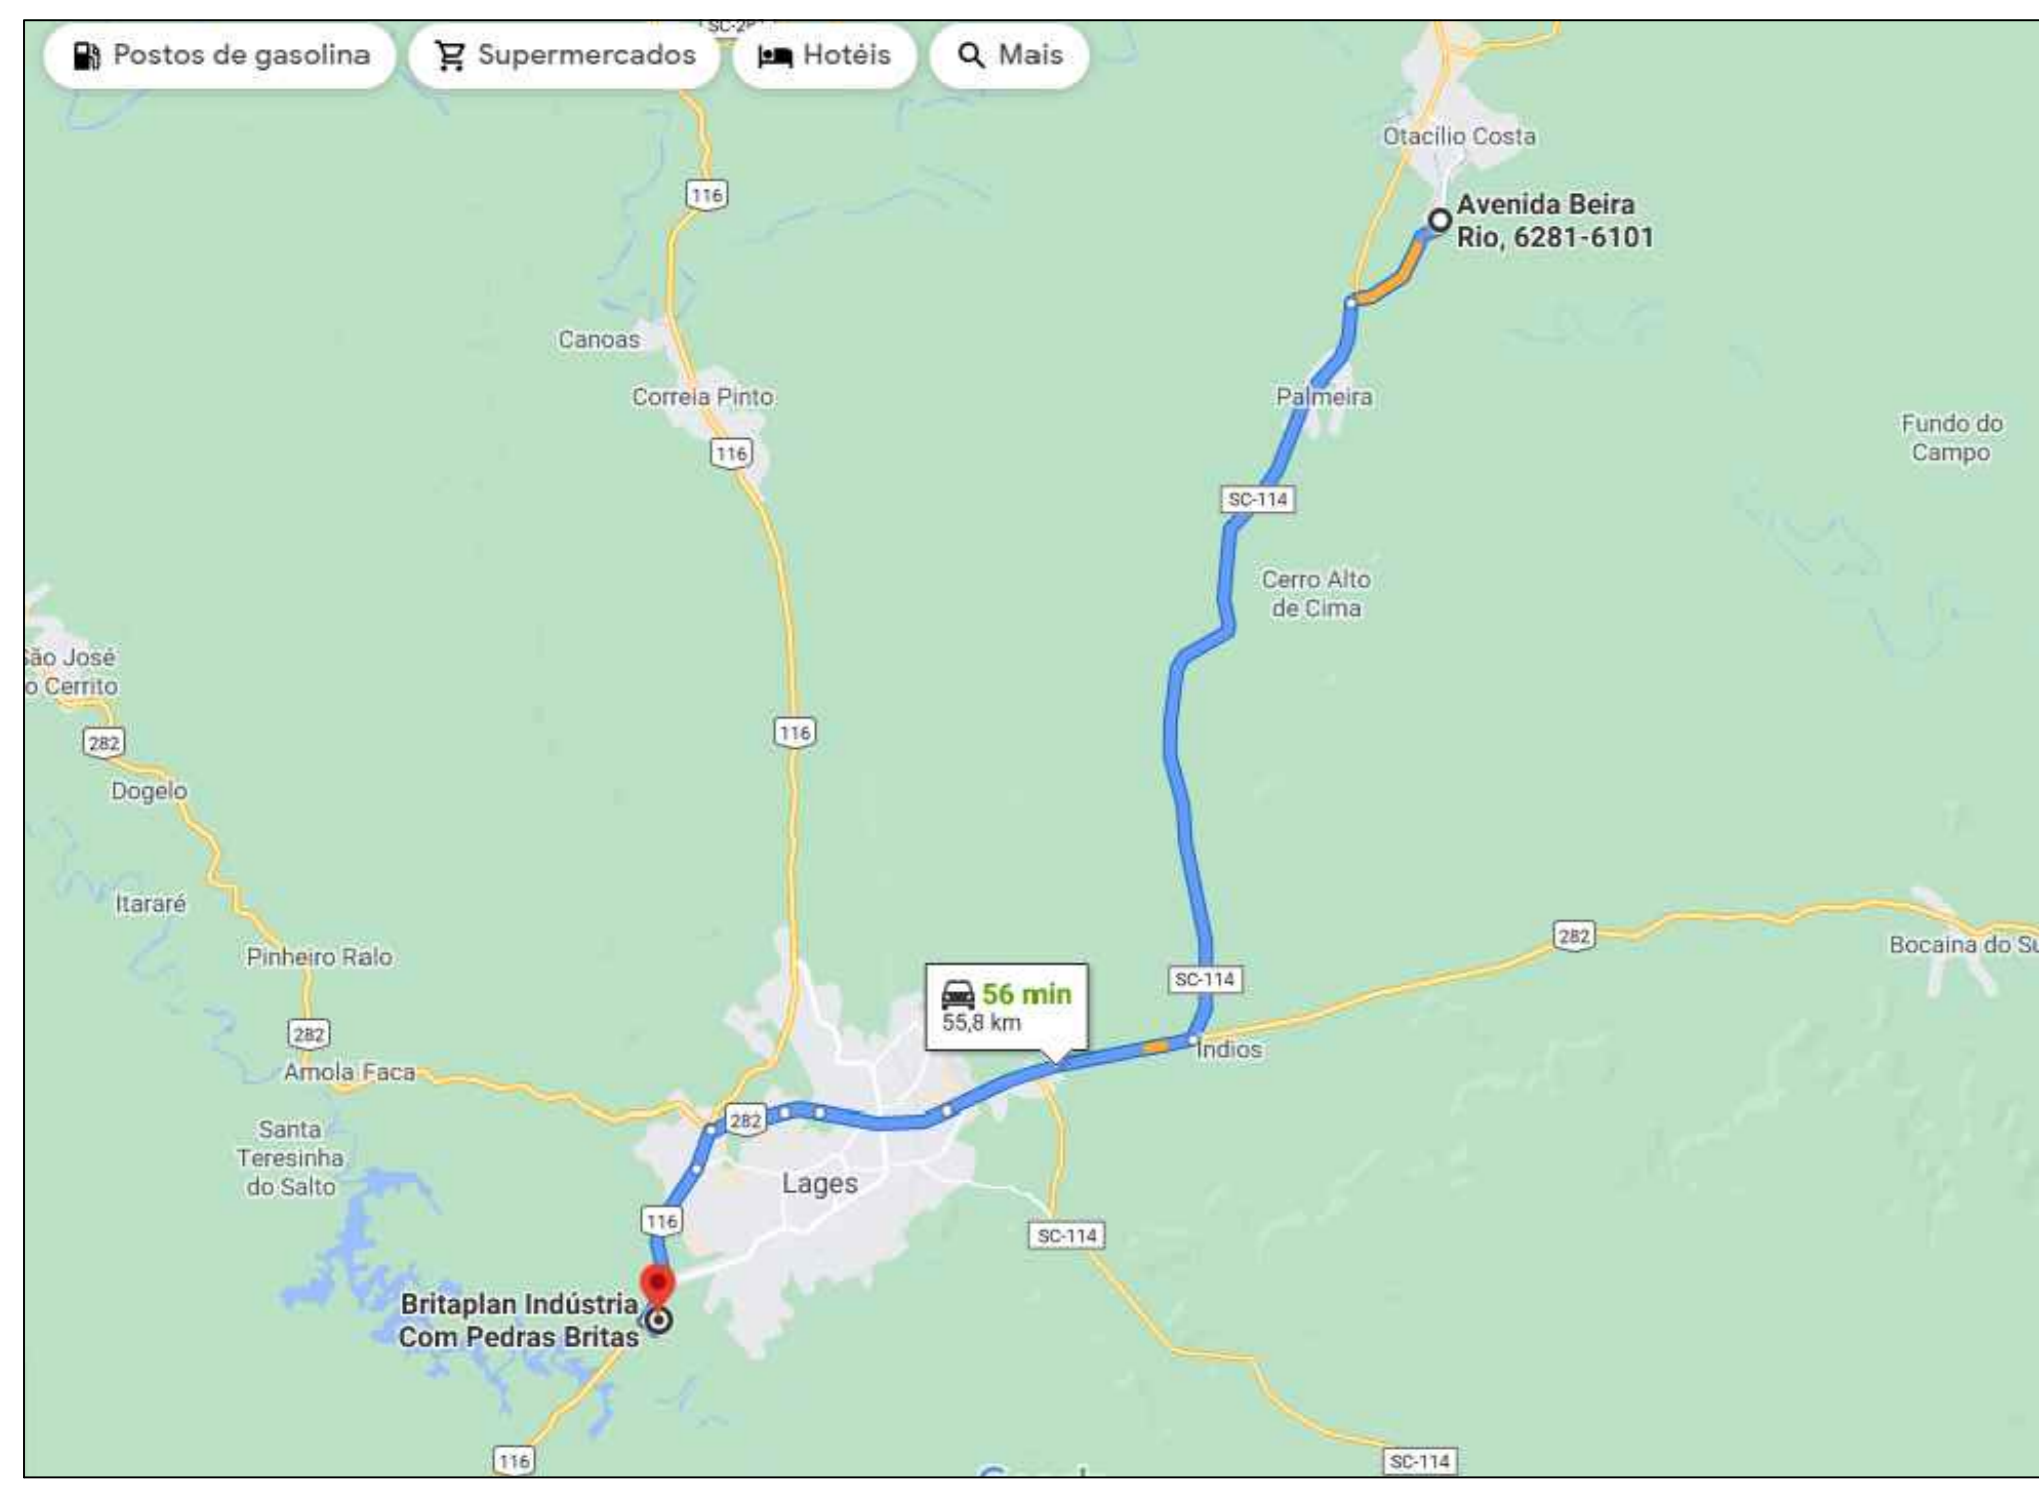 Postos de gasolina
Supermercados
Hotéis
Mais
Otacílio Costa
116
Avenida Beira
Rio, 6281-6101
Canoas
Correia Pinto
Palmeira
Fundo do
Campo
116
SC-114
Cerro Alto
de Cima
São José
o Cerrito
282
116
Dogelo
Itararé
282
Bocaina do Su
Pinheiro Ralo
SC-114
56 min
55,8 km
282
Índios
Amola Faca
282
Santa
Teresinha
do Salto
Lages
116
SC-114
Britaplan Indústria
Com Pedras Britas
116
SC-114